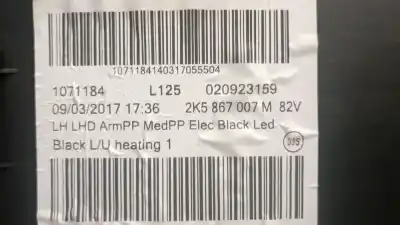 1071184140317055504
1071184 L125 020923159
09/03/2017 17:36 2K5 867 007 M 82V
LH LHD ArmPP MedPP Elec Black Led
Black L/U heating 1